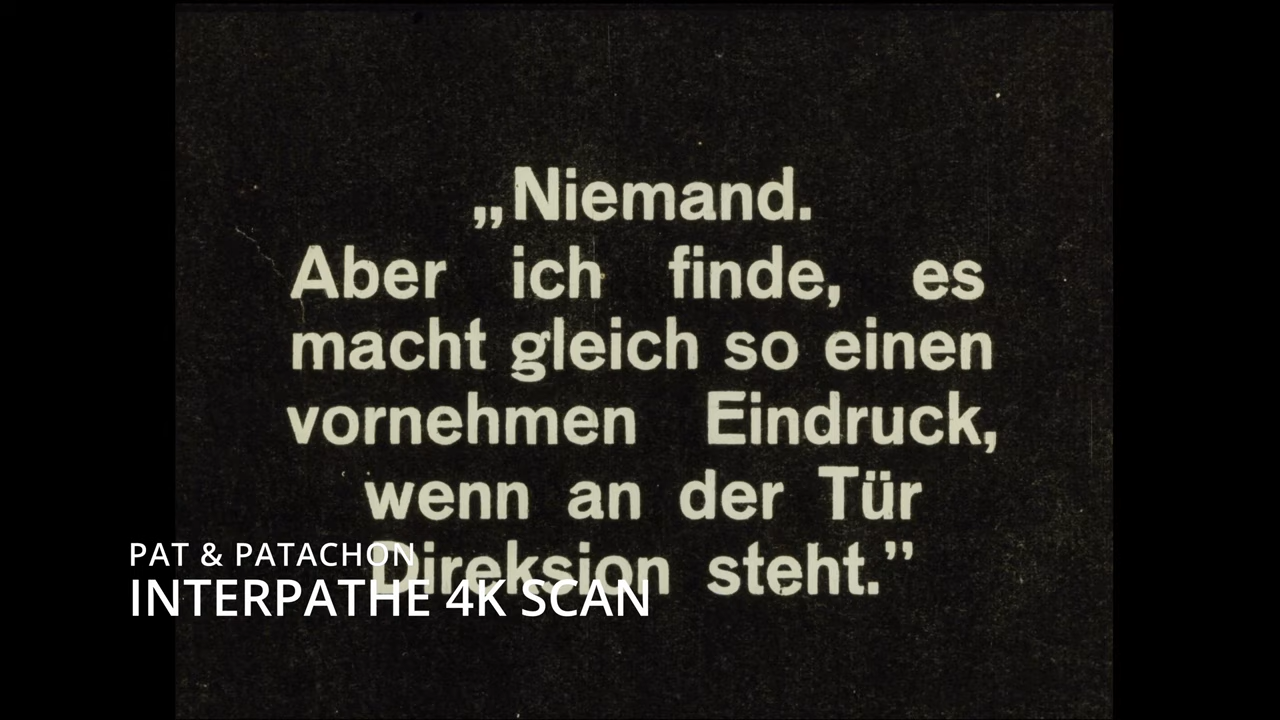 „Niemand.
Aber ich finde, es
macht gleich so einen
vornehmen Eindruck,
wenn an der Tür
Direksion steht.”
PAT & PATACHON
INTERPATHE 4K SCAN